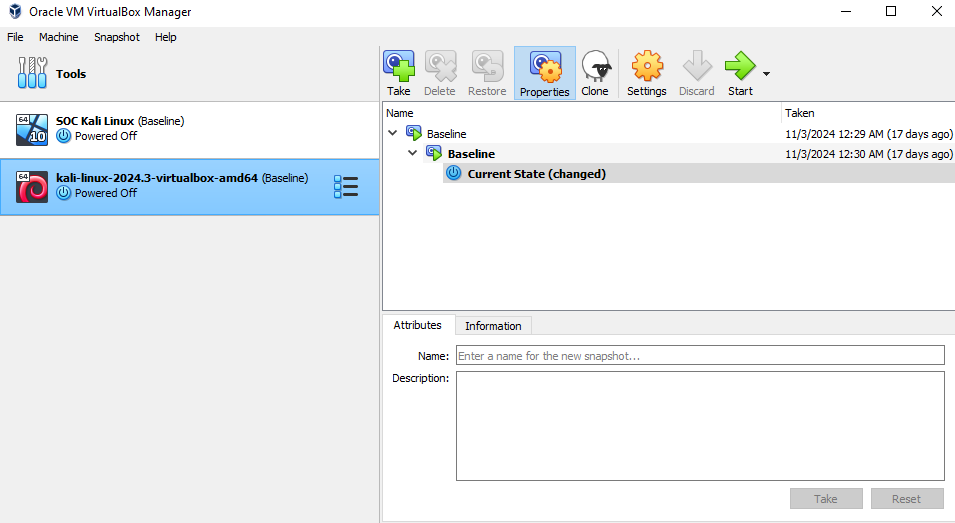 Oracle VM VirtualBox Manager
File Machine Snapshot Help
Tools
64
10
SOC Kali Linux (Baseline)
Powered Off
64
kali-linux-2024.3-virtualbox-amd64 (Baseline)
Powered Off
Take Delete Restore Properties Clone Settings Discard Start
Name Taken
Baseline 11/3/2024 12:29 AM (17 days ago)
Baseline 11/3/2024 12:30 AM (17 days ago)
Current State (changed)
Attributes Information
Name: Enter a name for the new snapshot...
Description:
Take Reset